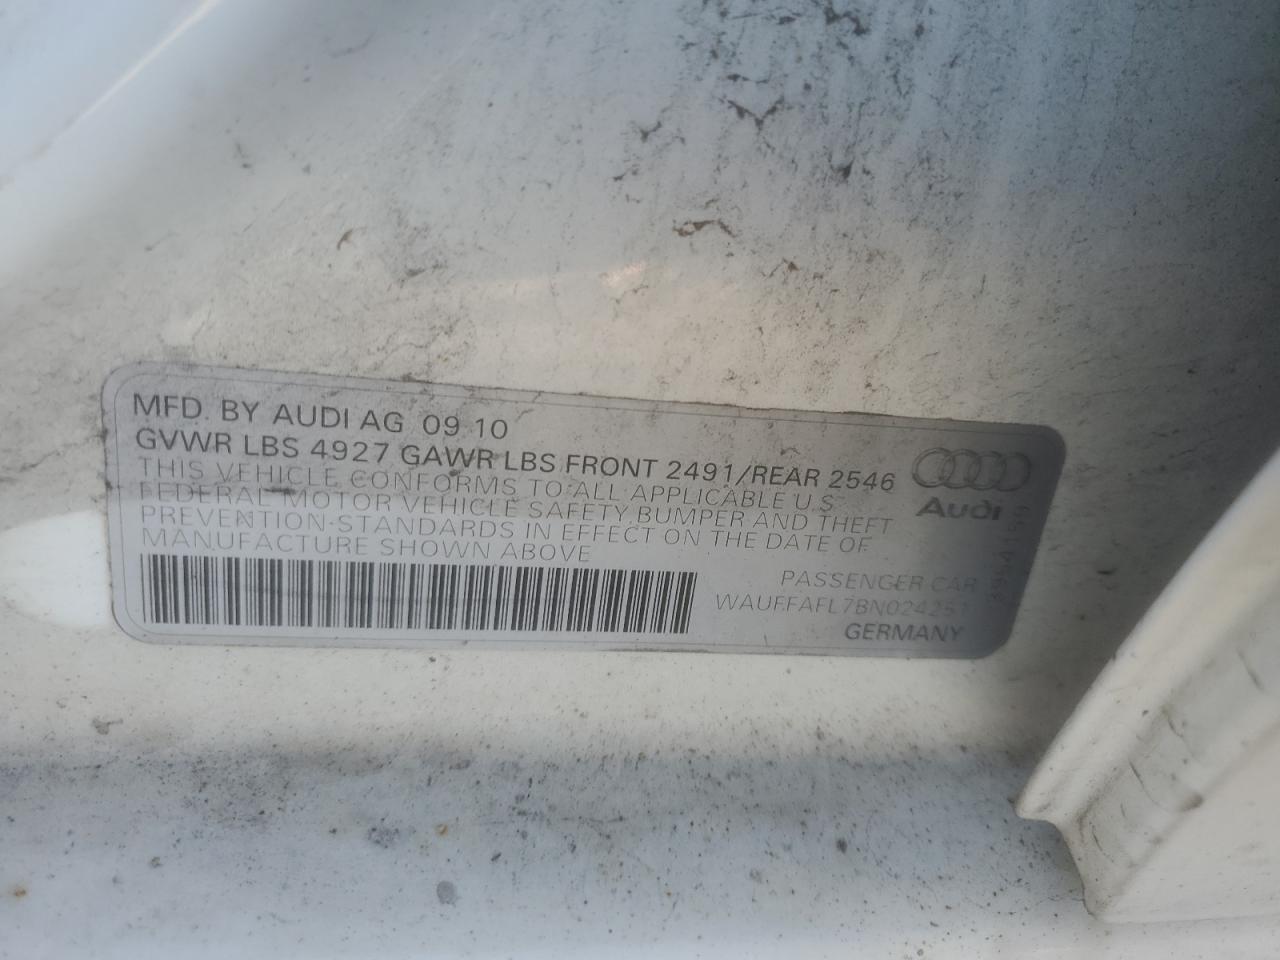 MFD. BY AUDI AG 09 10
GVWR LBS 4927 GAWR LBS FRONT 2491/REAR 2546
THIS VEHICLE CONFORMS TO ALL APPLICABLE U.S
FEDERAL MOTOR VEHICLE SAFETY, BUMPER AND THEFT
PREVENTION STANDARDS IN EFFECT ON THE DATE OF
MANUFACTURE SHOWN ABOVE
Audi
PASSENGER CAR
WAUFFAFL7BN024251
GERMANY